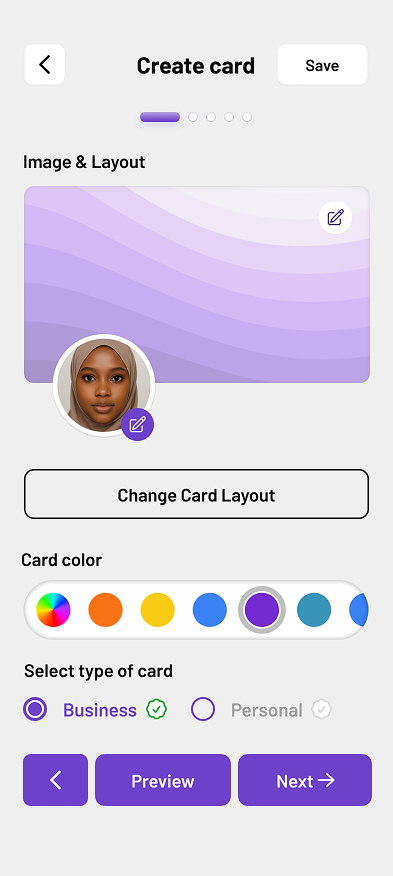 Create card
Save
Image & Layout
Change Card Layout
Card color
Select type of card
Business
Personal
Preview
Next